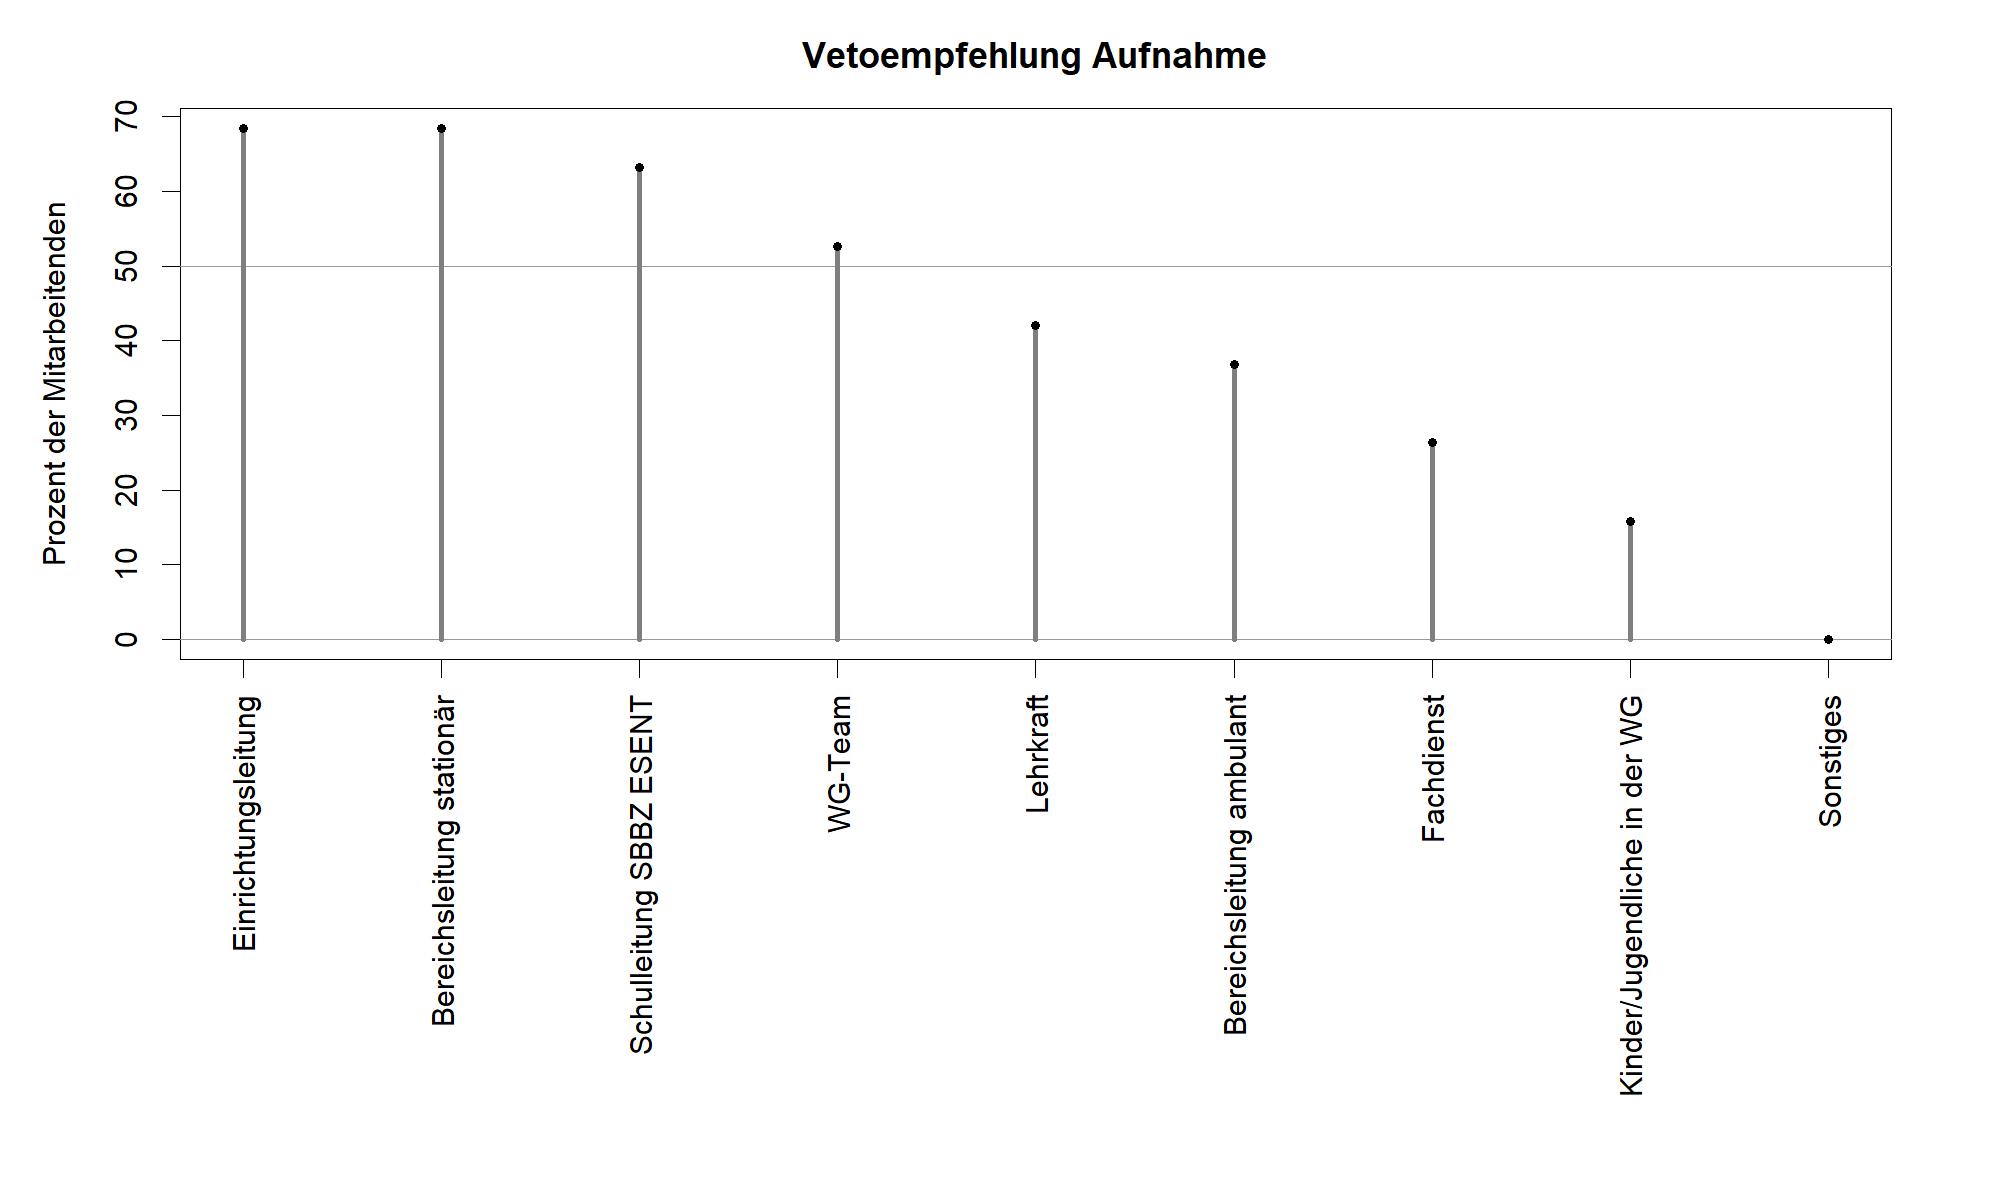 Vetoempfehlung Aufnahme
Prozent der Mitarbeitenden
70
60
50
40
30
20
10
0
Einrichtungsleitung
Bereichsleitung stationär
Schulleitung SBBZ ESENT
WG-Team
Lehrkraft
Bereichsleitung ambulant
Fachdienst
Kinder/Jugendliche in der WG
Sonstiges